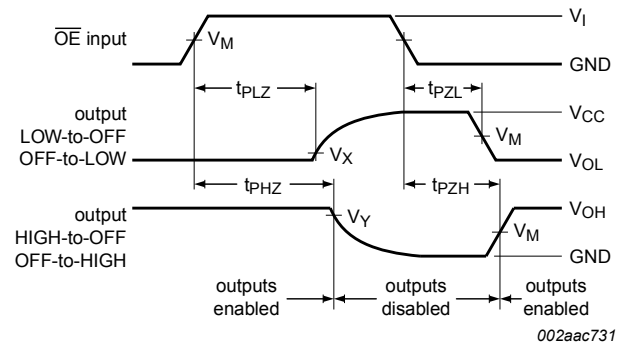 V_I
OE input
V_M
GND
t_PLZ
t_PZL
output
LOW-to-OFF
OFF-to-LOW
V_CC
V_M
V_X
V_OL
t_PHZ
t_PZH
output
HIGH-to-OFF
OFF-to-HIGH
V_OH
V_Y
V_M
GND
outputs
enabled
outputs
disabled
outputs
enabled
002aac731